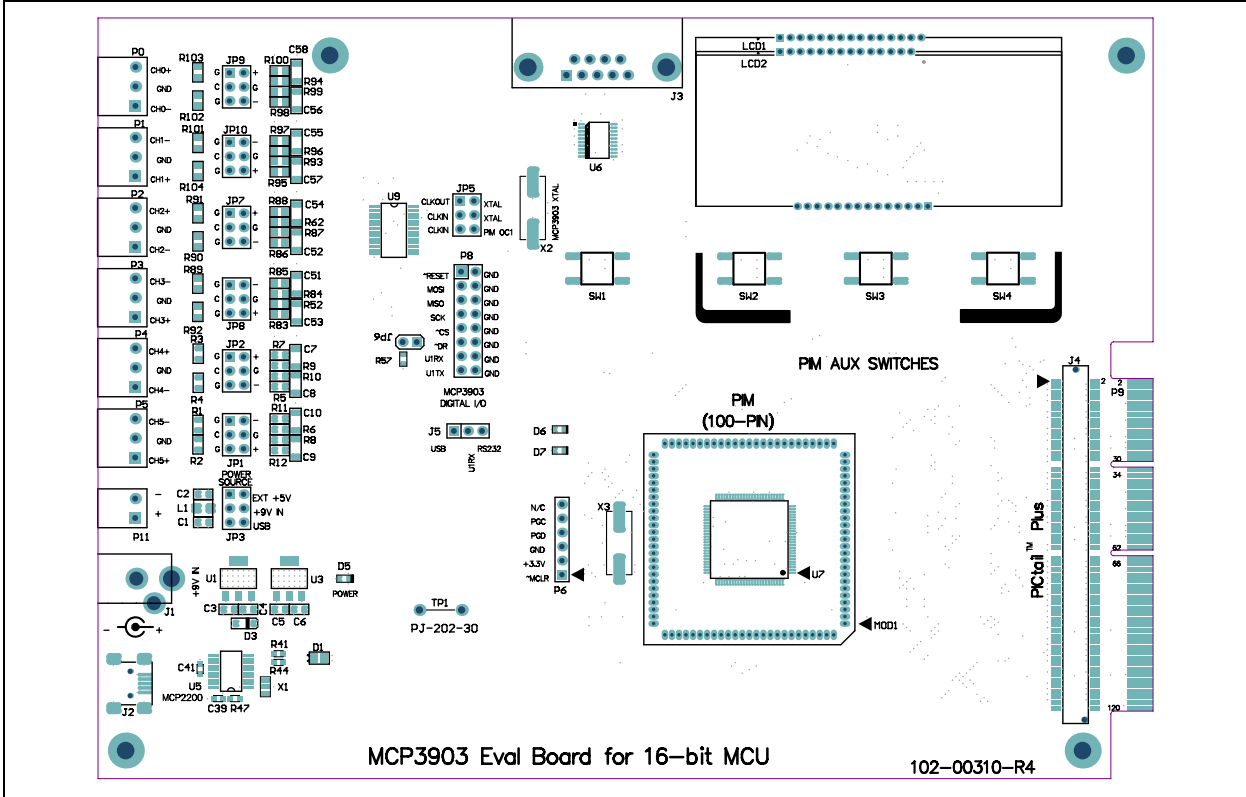 P0
R103
CH0+
GND
CH0-
R102
JP9
G +
C G
G -
R100
C58
R94
R99
R98
C56
P1
R101
CH1-
GND
CH1+
R104
JP10
G -
C G
G +
R97
C55
R96
R93
R95
C57
P2
R91
CH2+
GND
CH2-
R90
JP7
G +
C G
G -
R88
C54
R62
R87
R86
C52
P3
R89
CH3-
GND
CH3+
R92
JP8
G -
C G
G +
R85
C51
R84
R52
R83
C53
P4
R3
CH4+
GND
CH4-
R4
JP2
G +
C G
G -
R7
C7
R9
R10
R5
C8
P5
R1
CH5-
GND
CH5+
R2
JP1
G -
C G
G +
R11
C10
R6
R8
R12
C9
P11
-
+
C2
L1
C1
POWER
SOURCE
EXT +5V
+9V IN
USB
JP3
J1
+9V IN
U1
U3
D5
POWER
C3
C4
D3
C5
C6
- +
J2
C41
U5
MCP2200
C39
R47
R41
R44
X1
D1
TP1
PJ-202-30
U9
JP5
CLKOUT XTAL
CLKIN XTAL
CLKIN PIM OC1
MCP3903 XTAL
X2
J3
U6
LCD1
LCD2
SW1
SW2
SW3
SW4
PIM AUX SWITCHES
P8
~RESET GND
MOSI GND
MISO GND
SCK GND
~CS GND
~DR GND
U1RX GND
U1TX GND
MCP3903
DIGITAL I/O
JP6
R57
J5
USB
U1RX
RS232
D6
D7
N/C
PGC
PGD
GND
+3.3V
~MCLR
P6
X3
PIM
(100-PIN)
U7
MOD1
J4
2
2
P9
30
34
62
66
120
PICtail™ Plus
MCP3903 Eval Board for 16-bit MCU
102-00310-R4